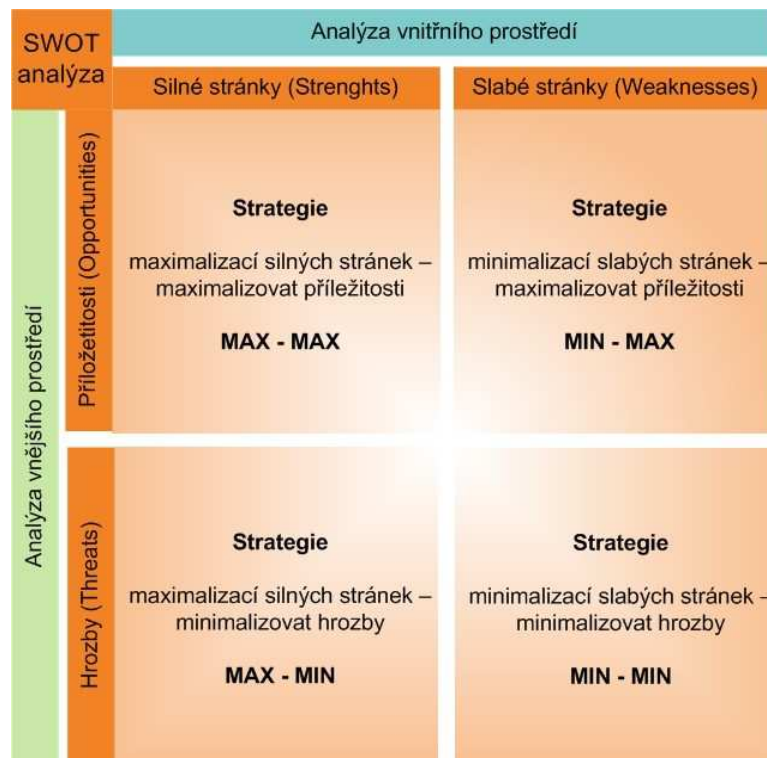 SWOT
analýza
Analýza vnitřního prostředí
Silné stránky (Strenghts)
Slabé stránky (Weaknesses)
Analýza vnějšího prostředí
Příložetitosti (Opportunities)
Strategie
maximalizací silných stránek –
maximalizovat příležitosti
MAX - MAX
Strategie
minimalizací slabých stránek –
maximalizovat příležitosti
MIN - MAX
Hrozby (Threats)
Strategie
maximalizací silných stránek –
minimalizovat hrozby
MAX - MIN
Strategie
minimalizací slabých stránek –
minimalizovat hrozby
MIN - MIN